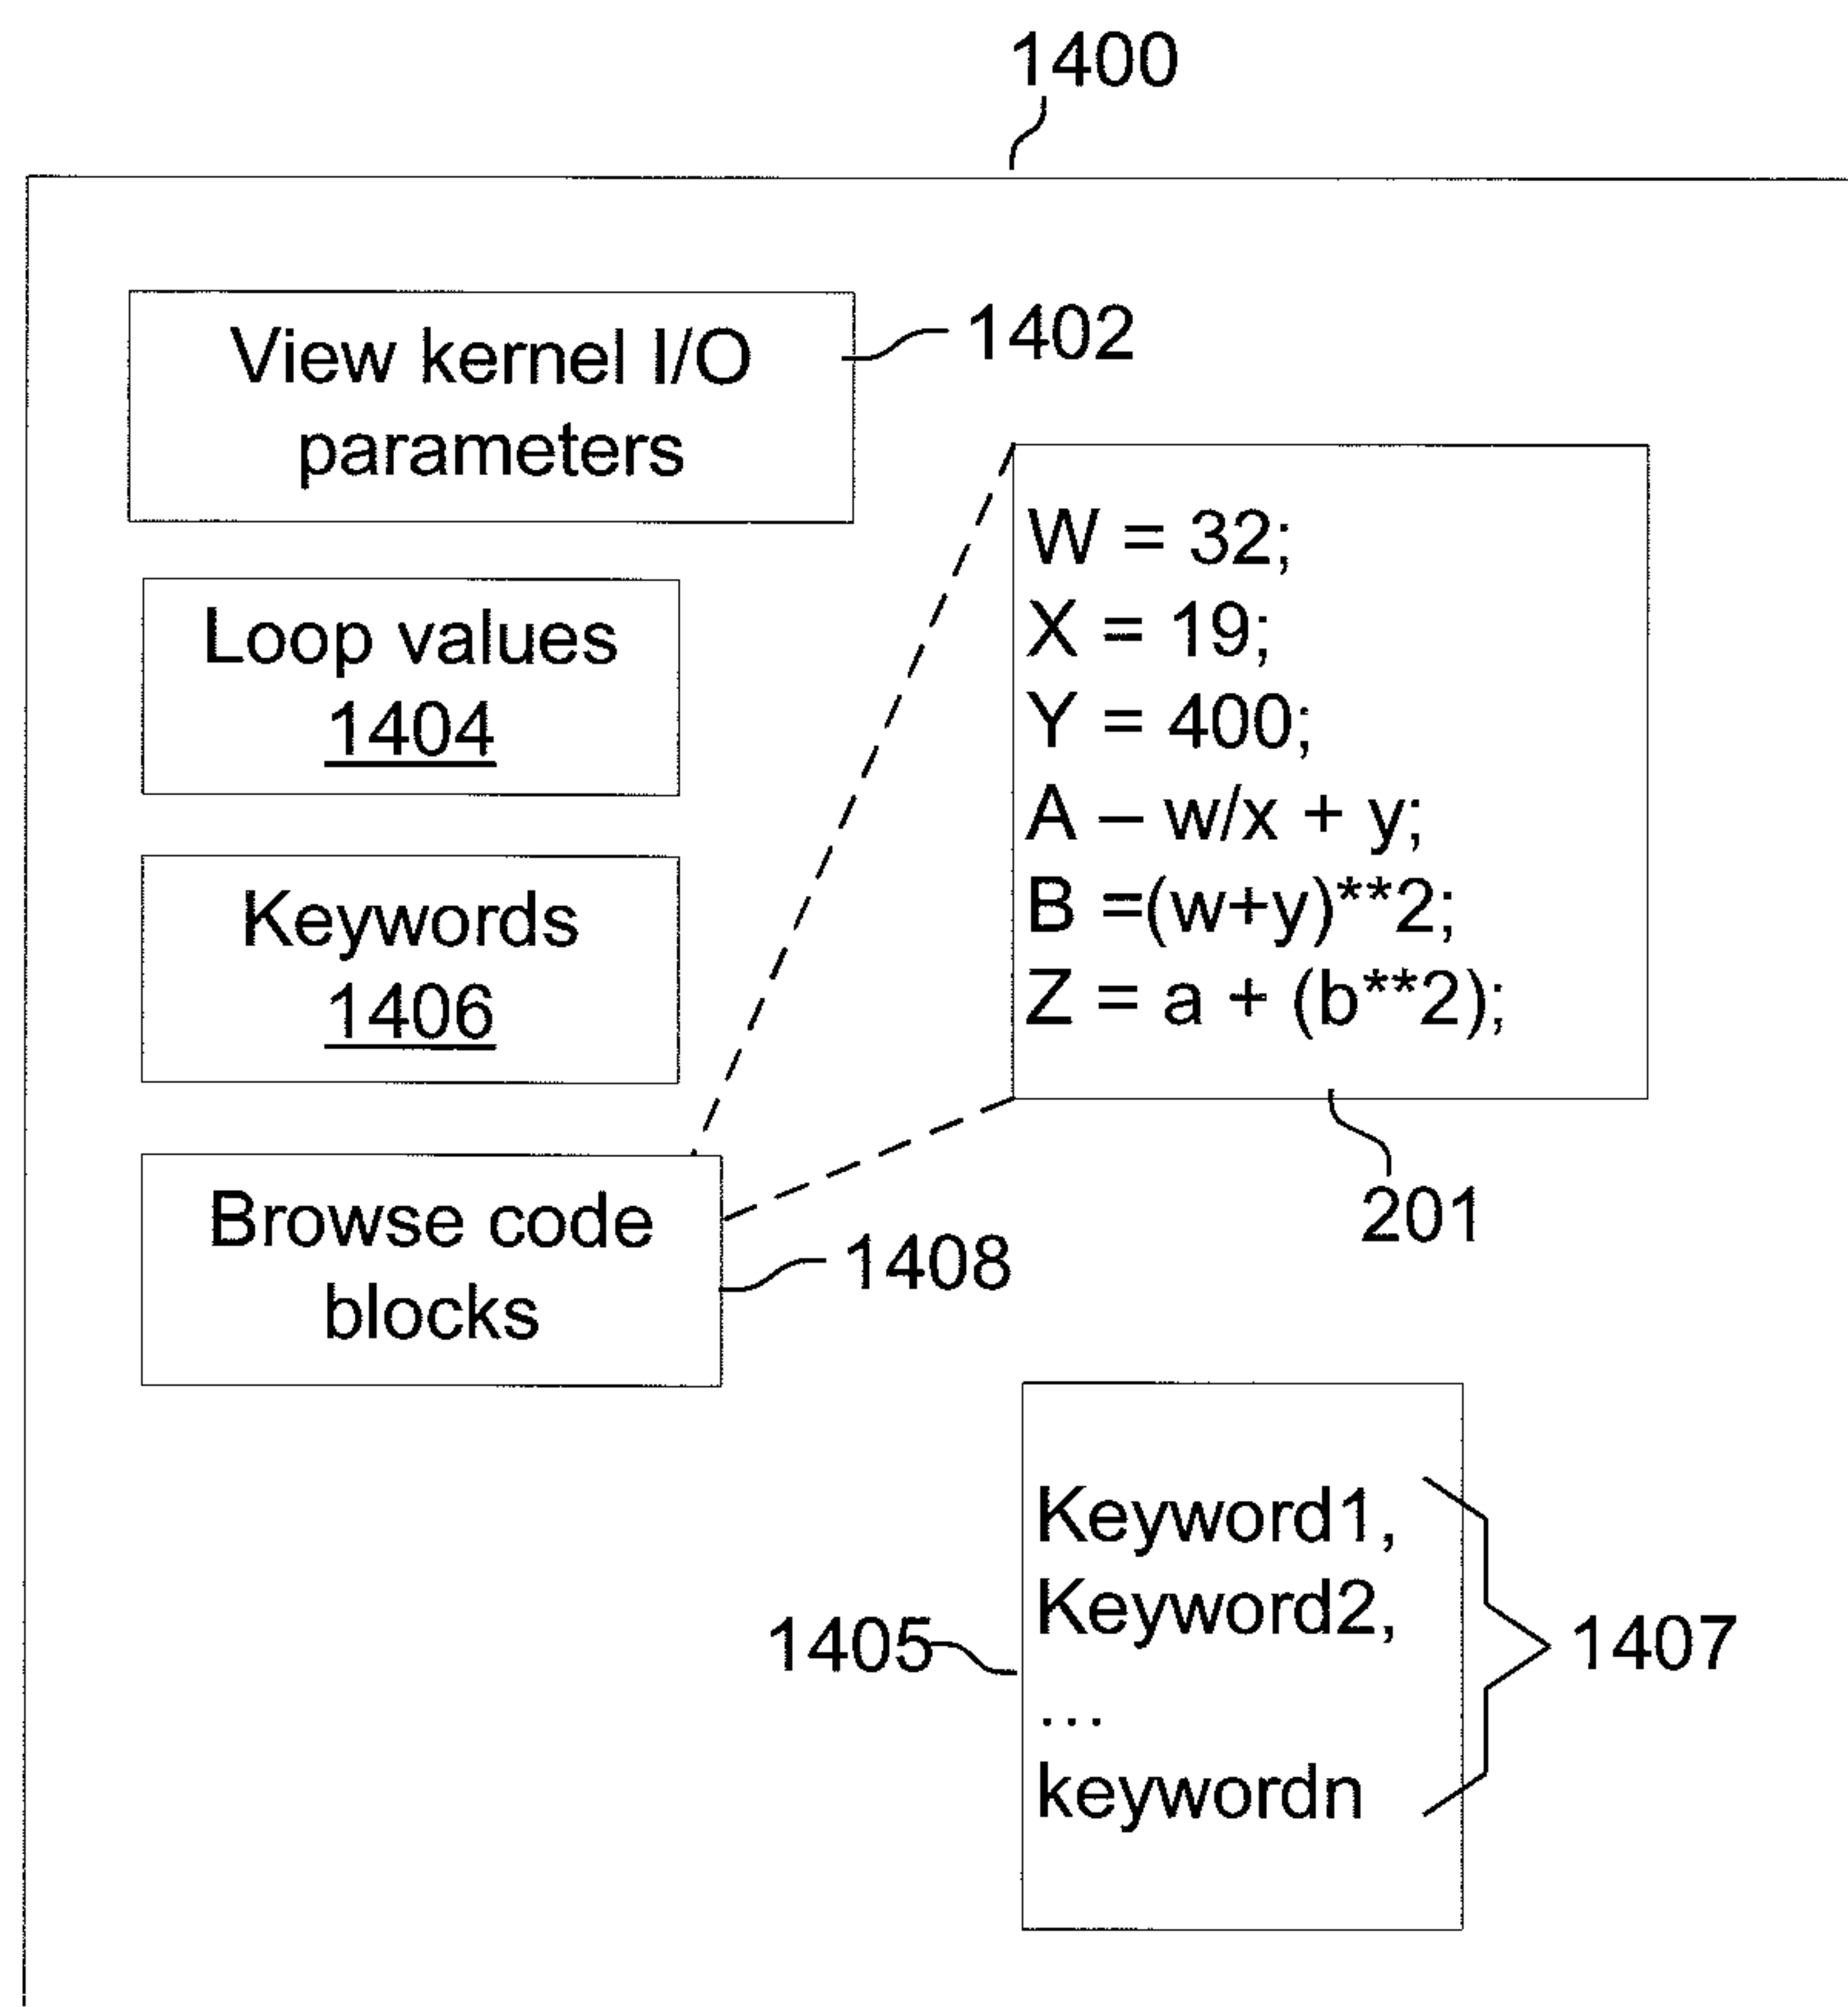 1400
View kernel I/O
parameters
1402
Loop values
1404
Keywords
1406
Browse code
blocks
1408
W = 32;
X = 19;
Y = 400;
A – w/x + y;
B =(w+y)**2;
Z = a + (b**2);
201
Keyword1,
Keyword2,
...
keywordn
1405
1407